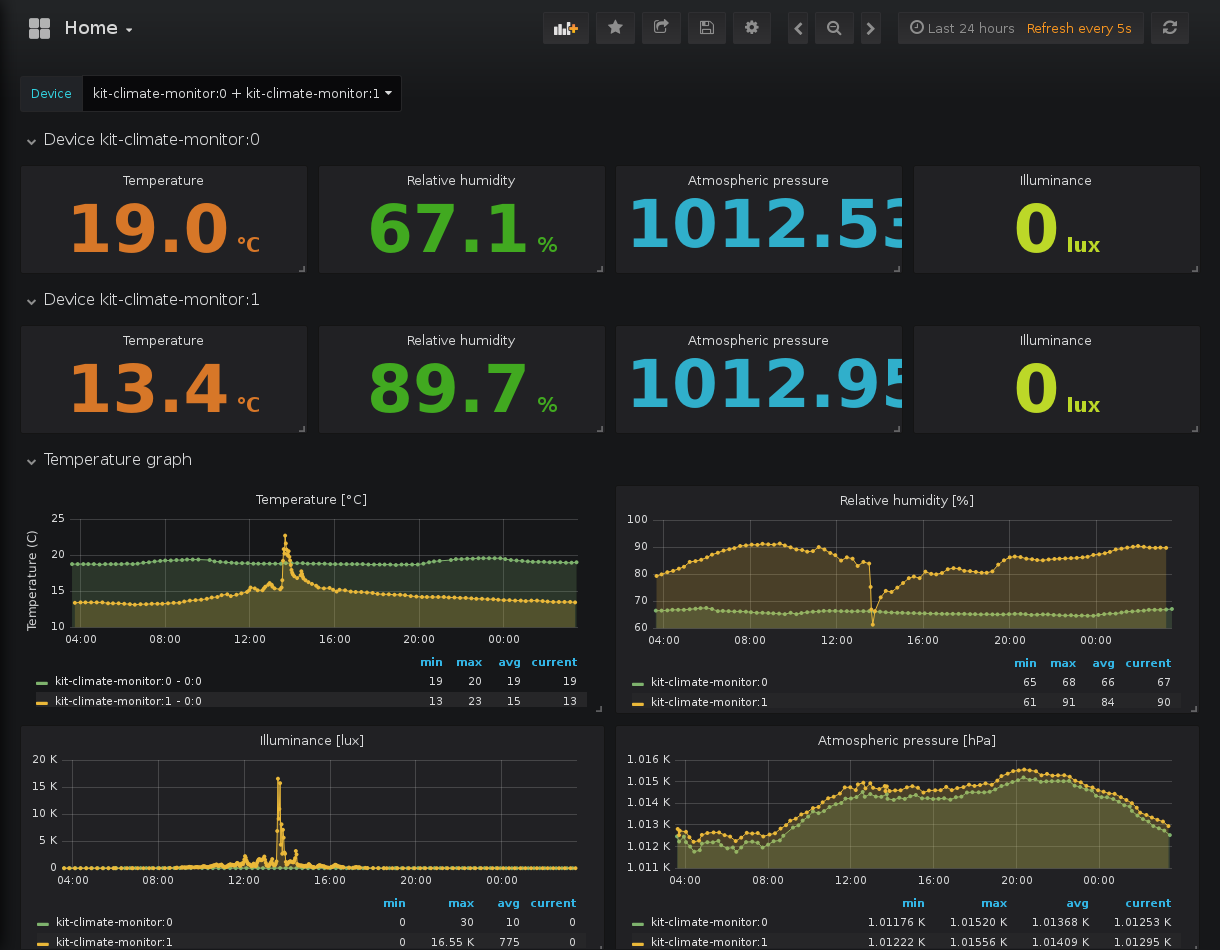 Home
Last 24 hours Refresh every 5s
Device kit-climate-monitor:0 + kit-climate-monitor:1
Device kit-climate-monitor:0
Temperature Relative humidity Atmospheric pressure Illuminance
19.0 °C 67.1 % 1012.53 0 lux
Device kit-climate-monitor:1
Temperature Relative humidity Atmospheric pressure Illuminance
13.4 °C 89.7 % 1012.95 0 lux
Temperature graph
Temperature [°C]
Temperature (C)
25
20
15
10
04:00 08:00 12:00 16:00 20:00 00:00
min max avg current
kit-climate-monitor:0 - 0:0 19 20 19 19
kit-climate-monitor:1 - 0:0 13 23 15 13
Relative humidity [%]
100
90
80
70
60
04:00 08:00 12:00 16:00 20:00 00:00
min max avg current
kit-climate-monitor:0 65 68 66 67
kit-climate-monitor:1 61 91 84 90
Illuminance [lux]
20 K
15 K
10 K
5 K
0
04:00 08:00 12:00 16:00 20:00 00:00
min max avg current
kit-climate-monitor:0 0 30 10 0
kit-climate-monitor:1 0 16.55 K 775 0
Atmospheric pressure [hPa]
1.016 K
1.015 K
1.014 K
1.013 K
1.012 K
1.011 K
04:00 08:00 12:00 16:00 20:00 00:00
min max avg current
kit-climate-monitor:0 1.01176 K 1.01520 K 1.01368 K 1.01253 K
kit-climate-monitor:1 1.01222 K 1.01556 K 1.01409 K 1.01295 K